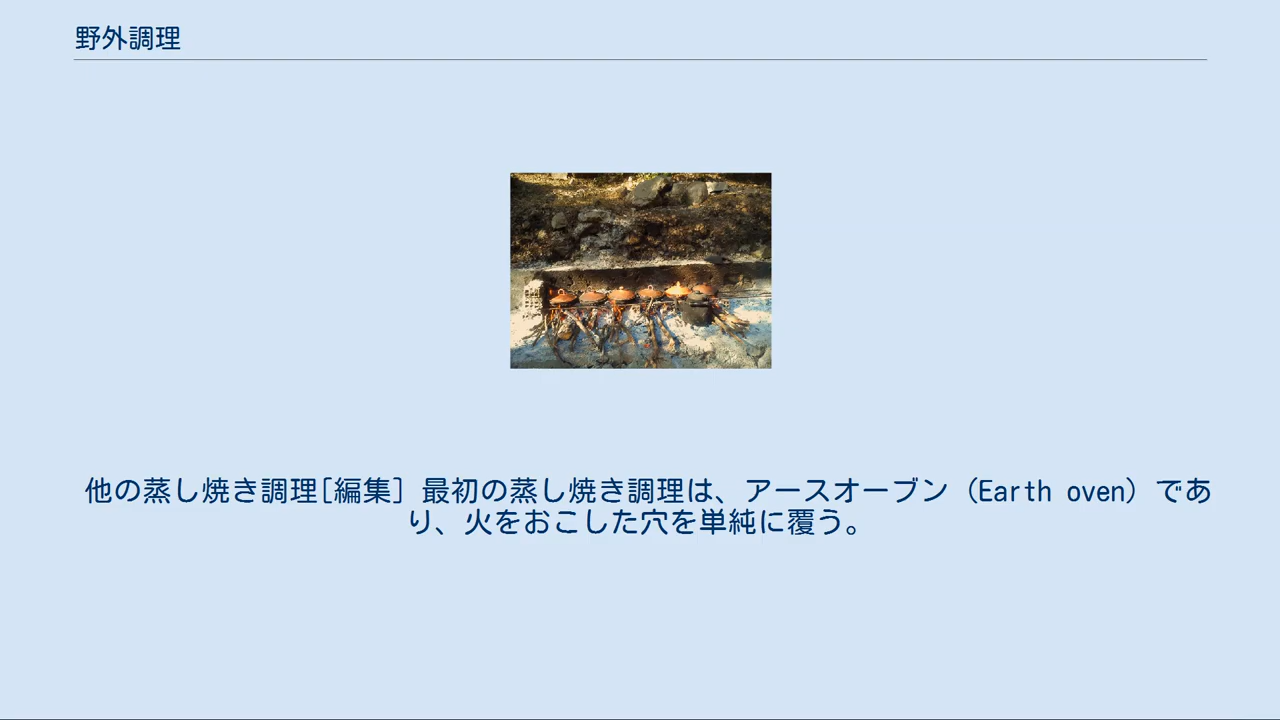 野外調理
他の蒸し焼き調理[編集] 最初の蒸し焼き調理は、アースオーブン（Earth oven）であ
り、火をおこした穴を単純に覆う。